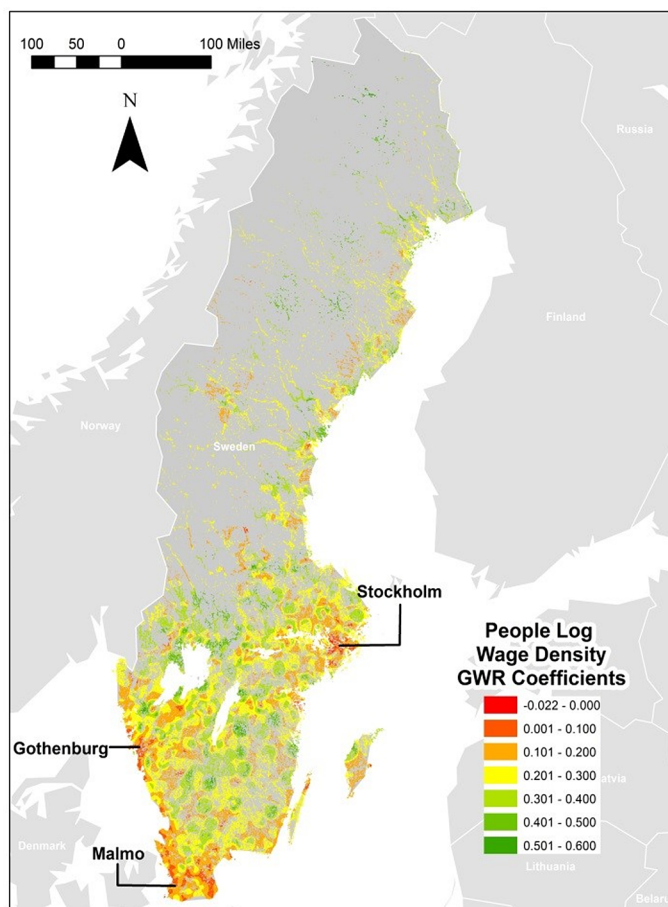 100 50 0 100 Miles
N
Russia
Finland
Norway
Sweden
Stockholm
People Log
Wage Density
GWR Coefficients
-0.022 - 0.000
0.001 - 0.100
0.101 - 0.200
0.201 - 0.300
0.301 - 0.400
0.401 - 0.500
0.501 - 0.600
Gothenburg
atvia
Denmark
Malmo
Lithuania
Belaru